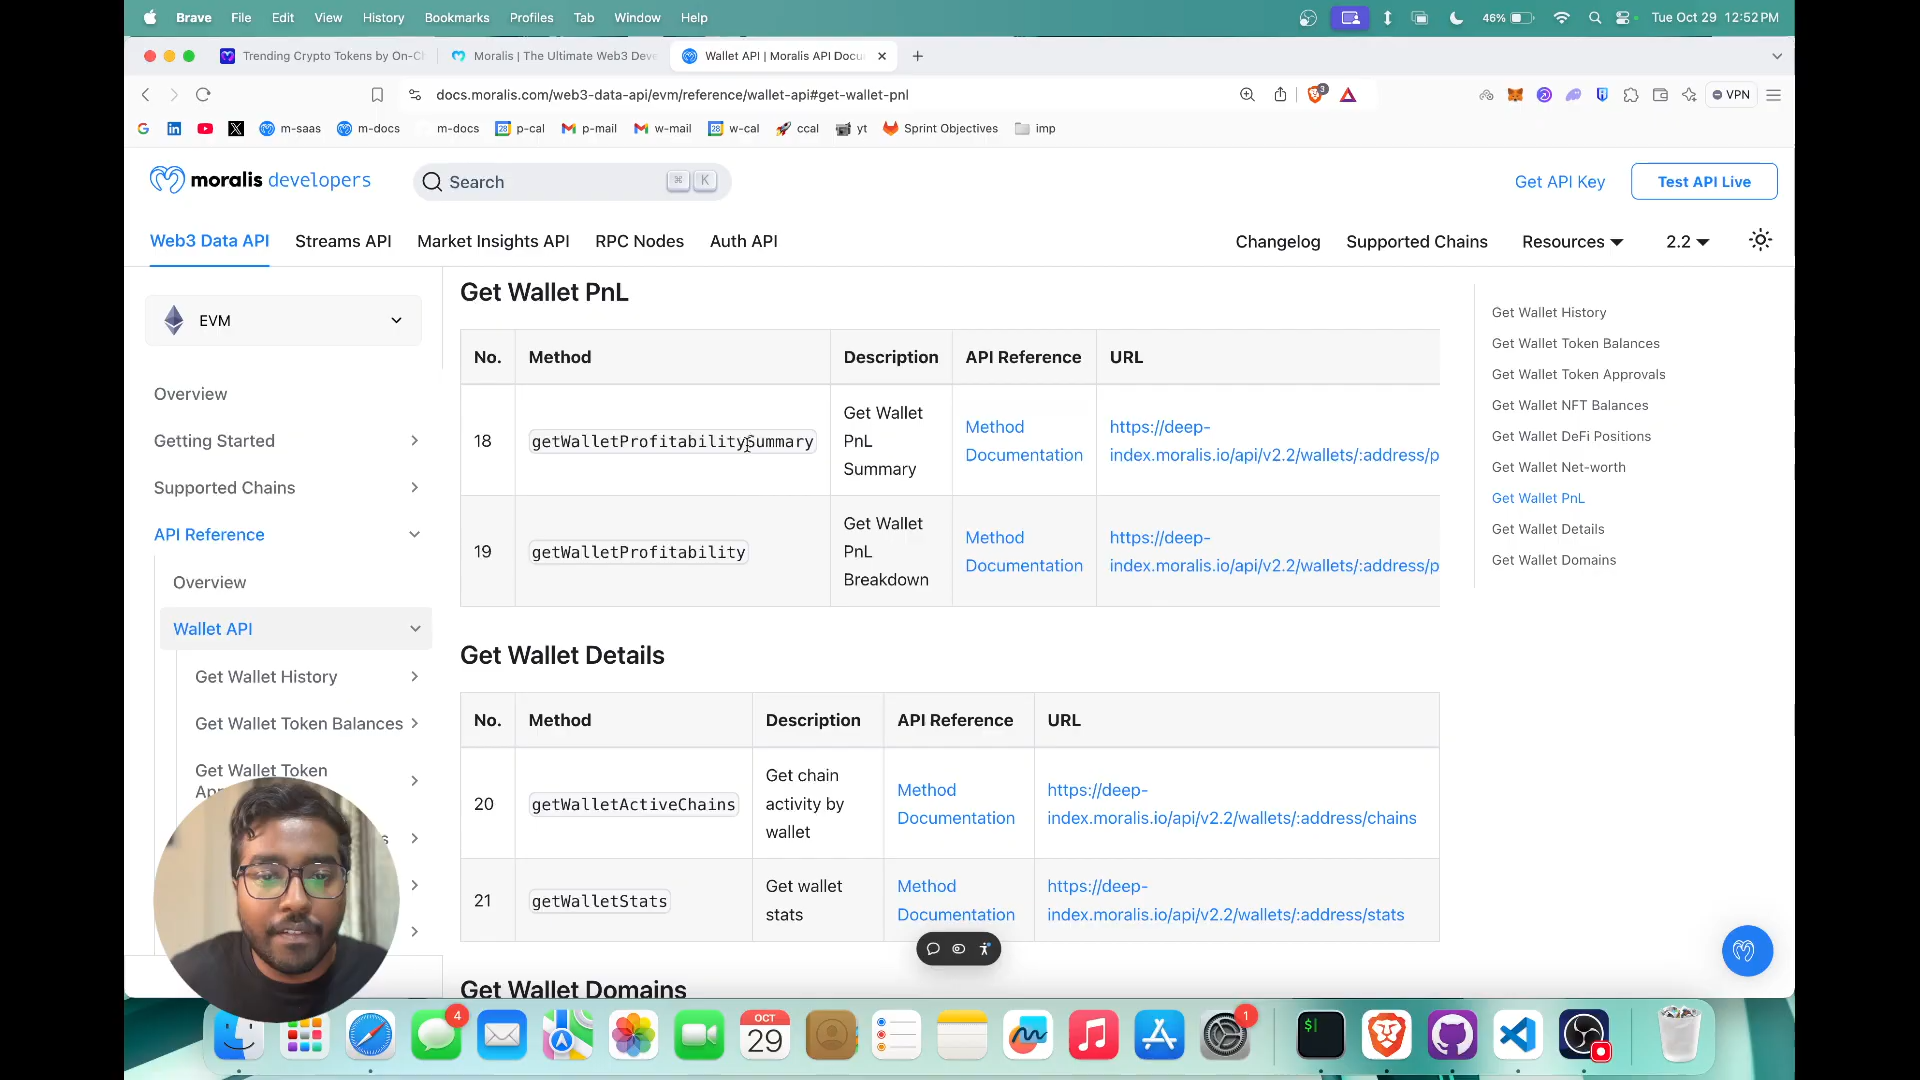 Brave File Edit View History Bookmarks Profiles Tab Window Help 46% Tue Oct 29 12:52 PM
Trending Crypto Tokens by On-C Moralis | The Ultimate Web3 Deve Wallet API | Moralis API Docu
docs.moralis.com/web3-data-api/evm/reference/wallet-api#get-wallet-pnl 3 VPN
m-saas m-docs m-docs 28 p-cal p-mail w-mail 28 w-cal ccal yt Sprint Objectives imp
moralis developers Search ⌘ K Get API Key Test API Live
Web3 Data API Streams API Market Insights API RPC Nodes Auth API Changelog Supported Chains Resources 2.2
EVM
Overview
Getting Started
Supported Chains
API Reference
Overview
Wallet API
Get Wallet History
Get Wallet Token Balances
Get Wallet Token
Get Wallet PnL
No. Method Description API Reference URL
18 getWalletProfitabilitySummary Get Wallet PnL Summary Method Documentation https://deep-
index.moralis.io/api/v2.2/wallets/:address/p
19 getWalletProfitability Get Wallet PnL Breakdown Method Documentation https://deep-
index.moralis.io/api/v2.2/wallets/:address/p
Get Wallet Details
No. Method Description API Reference URL
20 getWalletActiveChains Get chain activity by wallet Method Documentation https://deep-
index.moralis.io/api/v2.2/wallets/:address/chains
21 getWalletStats Get wallet stats Method Documentation https://deep-
index.moralis.io/api/v2.2/wallets/:address/stats
Get Wallet Domains
Get Wallet History
Get Wallet Token Balances
Get Wallet Token Approvals
Get Wallet NFT Balances
Get Wallet DeFi Positions
Get Wallet Net-worth
Get Wallet PnL
Get Wallet Details
Get Wallet Domains
4 OCT 29 1 $